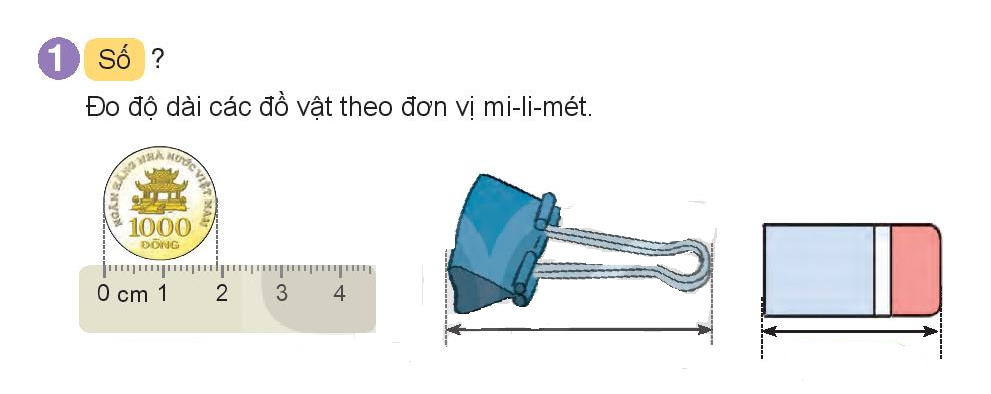 1 Số ?
Đo độ dài các đồ vật theo đơn vị mi-li-mét.
NGÂN HÀNG NHÀ NƯỚC VIỆT NAM
1000
ĐỒNG
0 cm 1 2 3 4